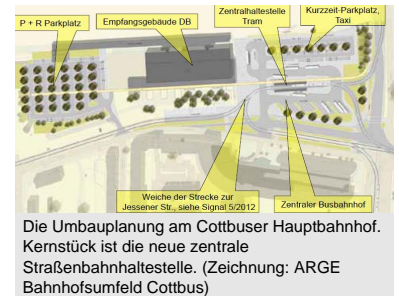 P + R Parkplatz
Empfangsgebäude DB
Zentralhaltestelle
Tram
Kurzzeit-Parkplatz,
Taxi
Weiche der Strecke zur
Jessener Str., siehe Signal 5/2012
Zentraler Busbahnhof
Die Umbauplanung am Cottbuser Hauptbahnhof.
Kernstück ist die neue zentrale
Straßenbahnhaltestelle. (Zeichnung: ARGE
Bahnhofsumfeld Cottbus)